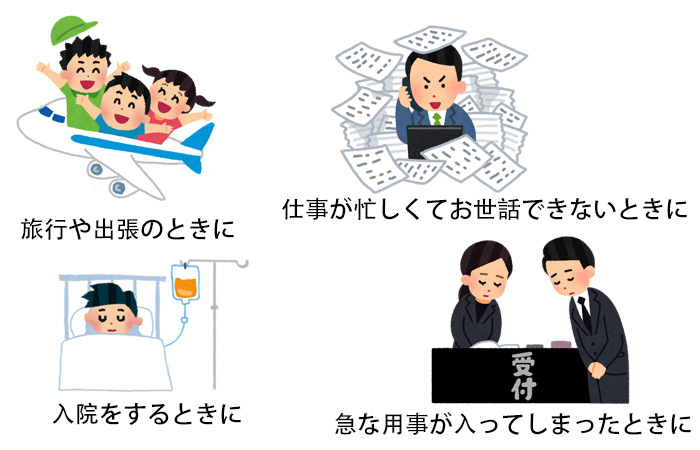 旅行や出張のときに
仕事が忙しくてお世話できないときに
入院をするときに
受付
急な用事が入ってしまったときに